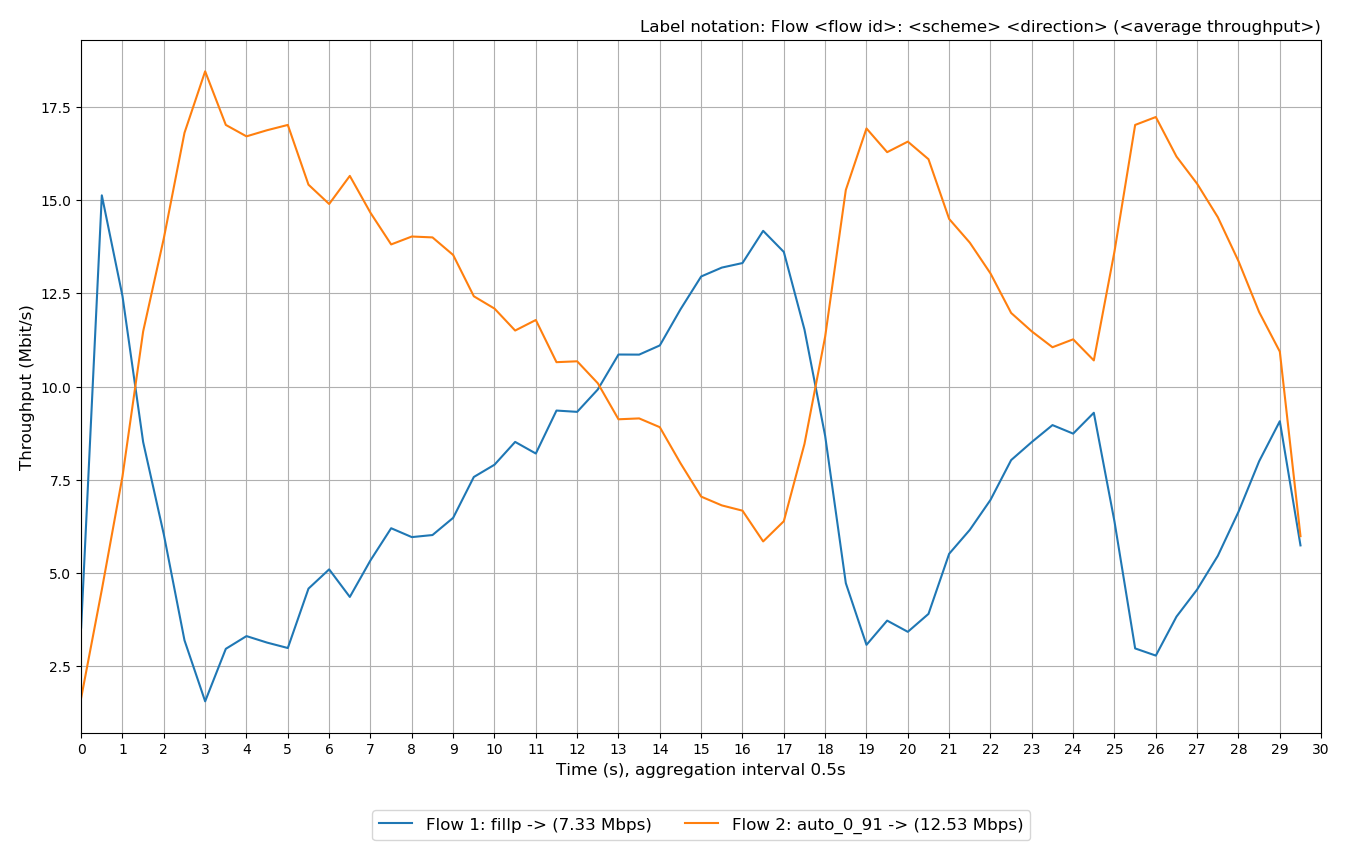 Label notation: Flow <flow id>: <scheme> <direction> (<average throughput>)
Throughput (Mbit/s)
17.5
15.0
12.5
10.0
7.5
5.0
2.5
0 1 2 3 4 5 6 7 8 9 10 11 12 13 14 15 16 17 18 19 20 21 22 23 24 25 26 27 28 29 30
Time (s), aggregation interval 0.5s
Flow 1: fillp -> (7.33 Mbps) Flow 2: auto_0_91 -> (12.53 Mbps)